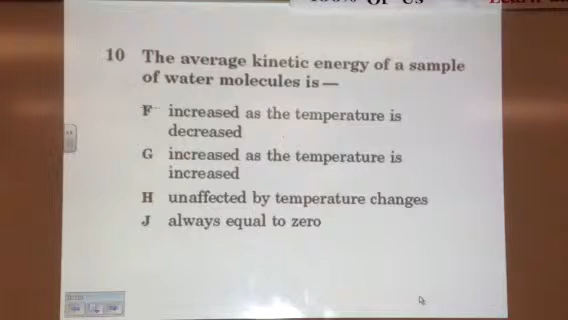 10 The average kinetic energy of a sample
of water molecules is —
F increased as the temperature is
decreased
G increased as the temperature is
increased
H unaffected by temperature changes
J always equal to zero